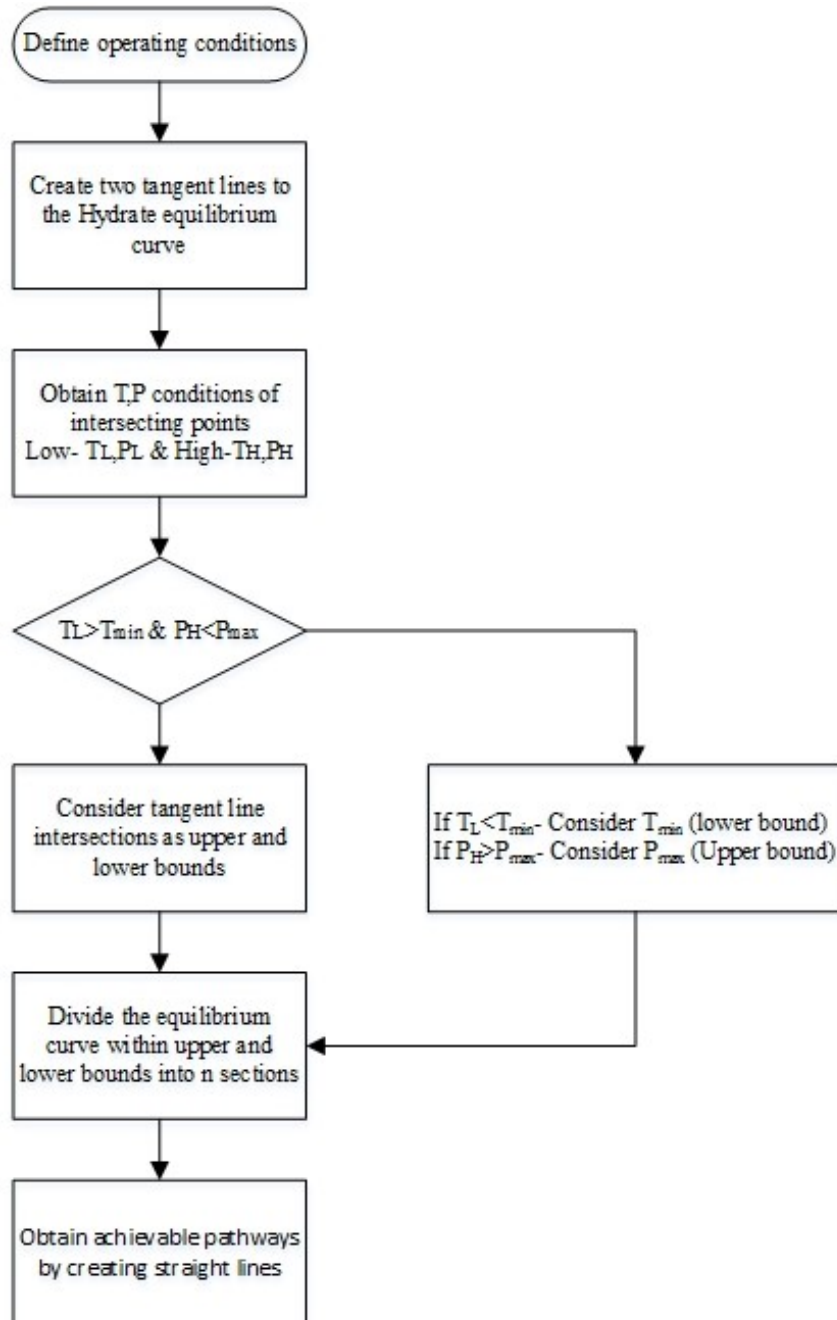 Define operating conditions
Create two tangent lines to
the Hydrate equilibrium
curve
Obtain T,P conditions of
intersecting points
Low- TL,PL & High-TH,PH
TL>Tmin & PH<Pmax
Consider tangent line
intersections as upper and
lower bounds
If TL<Tmin- Consider Tmin (lower bound)
If PH>Pmax- Consider Pmax (Upper bound)
Divide the equilibrium
curve within upper and
lower bounds into n sections
Obtain achievable pathways
by creating straight lines